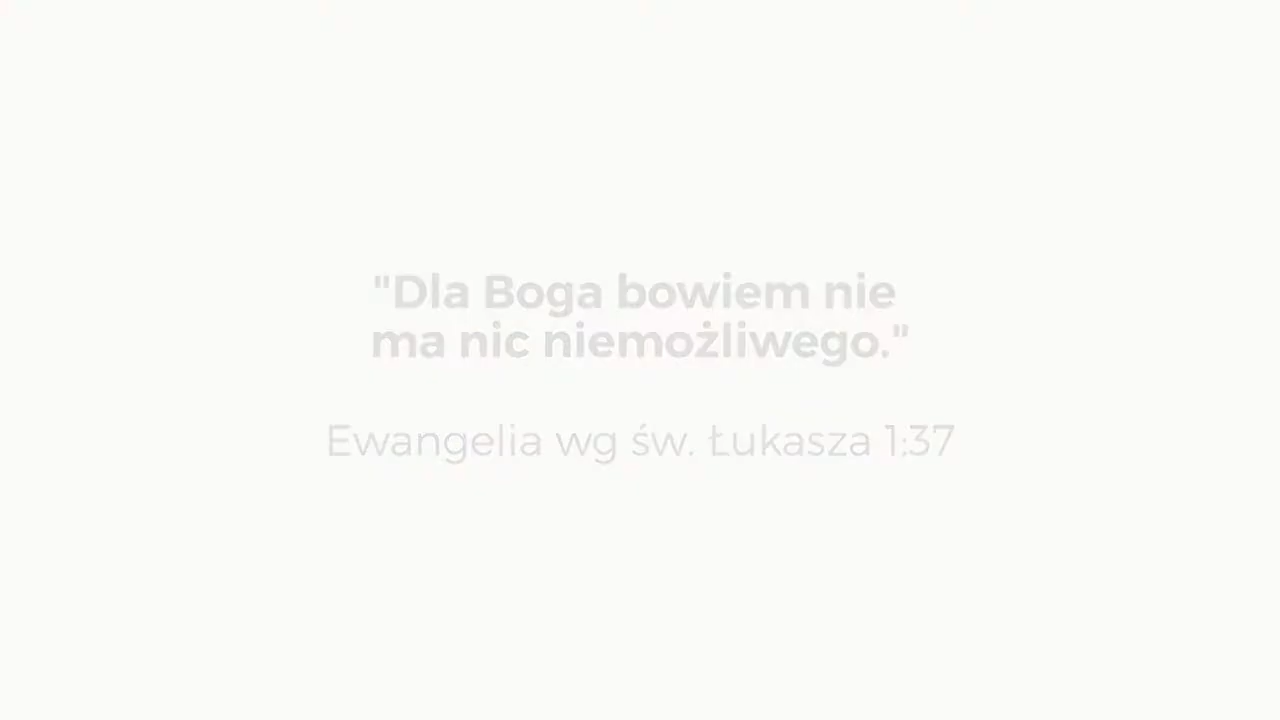 "Dla Boga bowiem nie
ma nic niemożliwego."
Ewangelia wg św. Łukasza 1:37